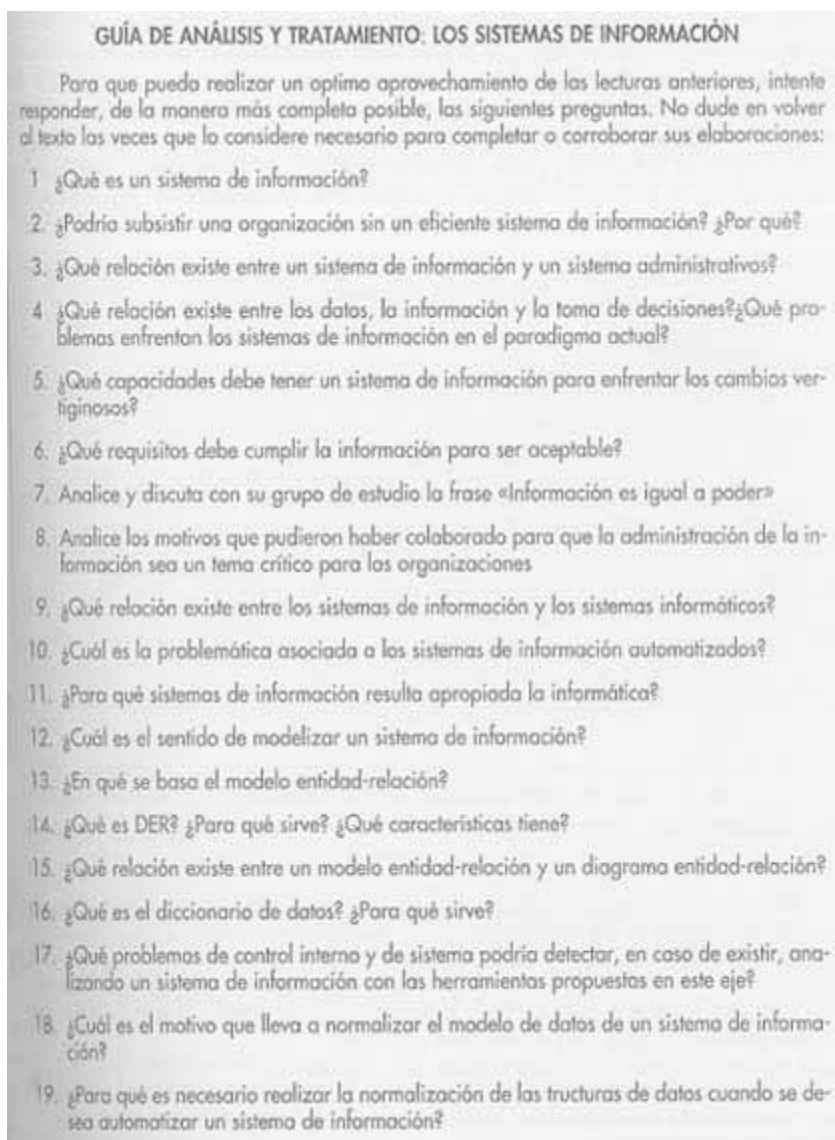 GUÍA DE ANÁLISIS Y TRATAMIENTO: LOS SISTEMAS DE INFORMACIÓN
Para que pueda realizar un optimo aprovechamiento de las lecturas anteriores, intente
responder, de la manera más completa posible, las siguientes preguntas. No dude en volver
al texto las veces que lo considere necesario para completar o corroborar sus elaboraciones:
1 ¿Qué es un sistema de información?
2. ¿Podría subsistir una organización sin un eficiente sistema de información? ¿Por qué?
3. ¿Qué relación existe entre un sistema de información y un sistema administrativos?
4 ¿Qué relación existe entre los datos, la información y la toma de decisiones?¿Qué pro-
blemas enfrentan los sistemas de información en el paradigma actual?
5. ¿Qué capacidades debe tener un sistema de información para enfrentar los cambios ver-
tiginosos?
6. ¿Qué requisitos debe cumplir la información para ser aceptable?
7. Analice y discuta con su grupo de estudio la frase «Información es igual a poder»
8. Analice los motivos que pudieron haber colaborado para que la administración de la in-
formación sea un tema crítico para las organizaciones
9. ¿Qué relación existe entre los sistemas de información y los sistemas informáticos?
10. ¿Cuál es la problemática asociada a los sistemas de información automatizados?
11. ¿Para qué sistemas de información resulta apropiada la informática?
12. ¿Cuál es el sentido de modelizar un sistema de información?
13. ¿En qué se basa el modelo entidad-relación?
14. ¿Qué es DER? ¿Para qué sirve? ¿Qué características tiene?
15. ¿Qué relación existe entre un modelo entidad-relación y un diagrama entidad-relación?
16. ¿Qué es el diccionario de datos? ¿Para qué sirve?
17. ¿Qué problemas de control interno y de sistema podría detectar, en caso de existir, ana-
lizando un sistema de información con las herramientas propuestas en este eje?
18. ¿Cuál es el motivo que lleva a normalizar el modelo de datos de un sistema de informa-
ción?
19. ¿Para qué es necesario realizar la normalización de las tructuras de datos cuando se de-
sea automatizar un sistema de información?